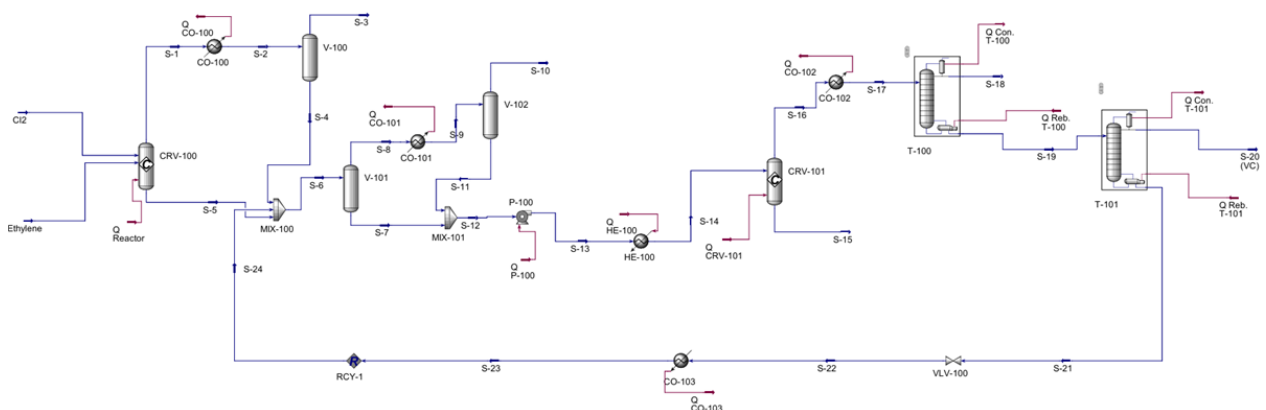 Q
CO-100
S-1
S-2
CO-100
S-3
V-100
S-4
Cl2
CRV-100
Ethylene
Q
Reactor
S-5
S-24
MIX-100
S-6
V-101
S-7
Q
CO-101
S-8
CO-101
S-9
V-102
S-10
S-11
MIX-101
S-12
P-100
Q
P-100
S-13
Q
HE-100
HE-100
S-14
Q
CRV-101
CRV-101
S-15
S-16
Q
CO-102
CO-102
S-17
T-100
Q Con.
T-100
S-18
Q Reb.
T-100
S-19
T-101
Q Con.
T-101
S-20
(VC)
Q Reb.
T-101
S-21
VLV-100
S-22
CO-103
Q
CO-103
S-23
R
RCY-1
C
C